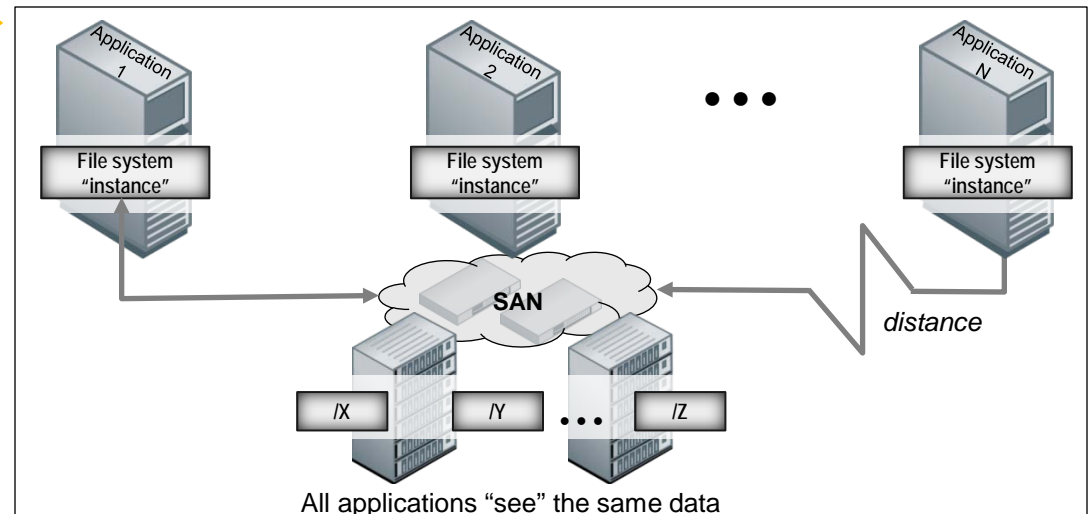 Application
1
Application
2
Application
N
• • •
File system
“instance”
File system
“instance”
File system
“instance”
SAN
distance
/X
/Y
...
/Z
All applications “see” the same data